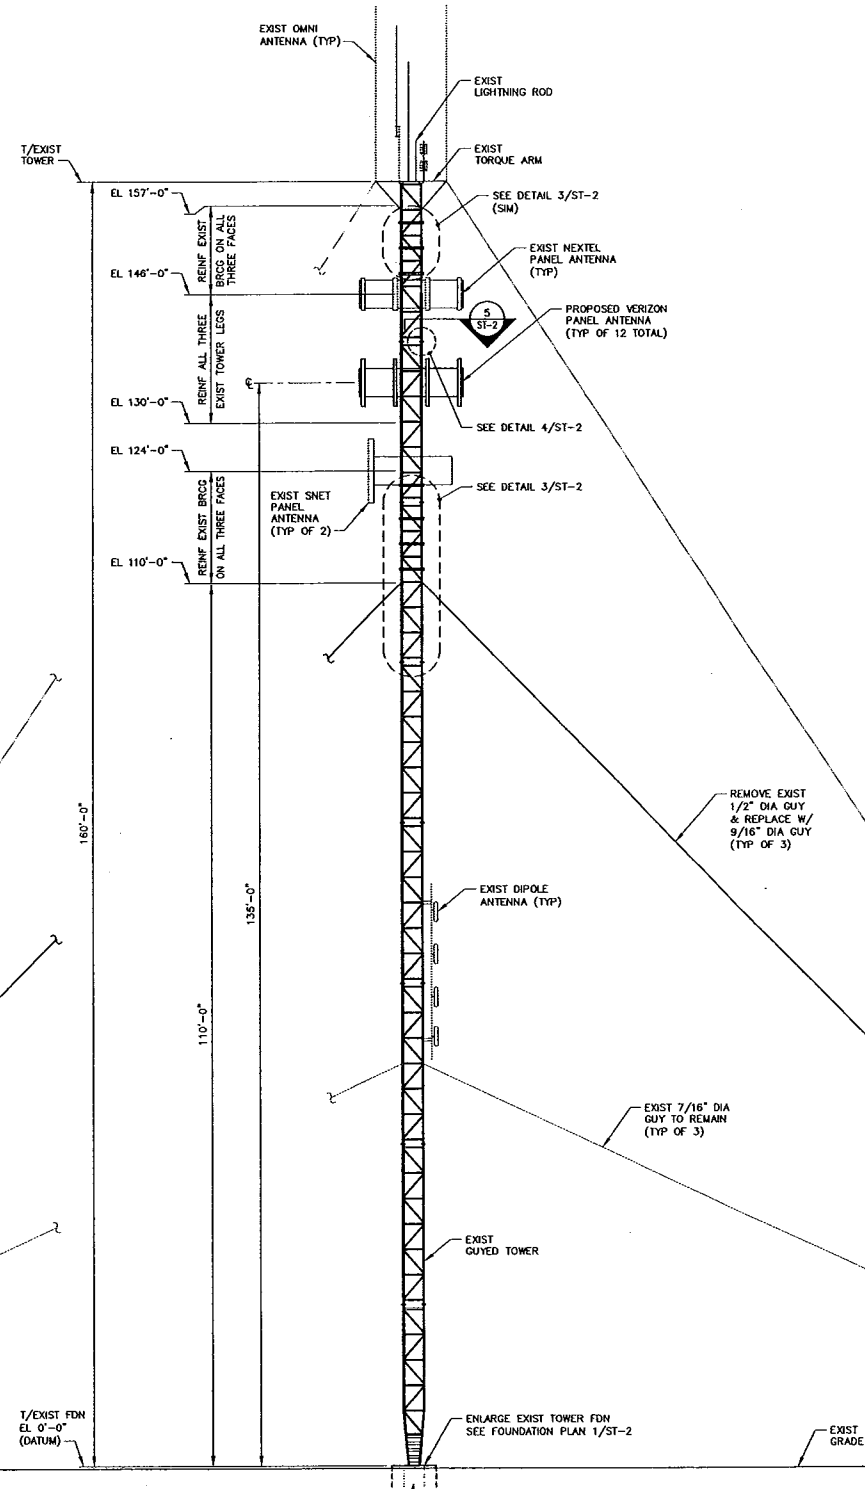 EXIST OMNI
ANTENNA (TYP)
EXIST
LIGHTNING ROD
T/EXIST
TOWER
EXIST
TORQUE ARM
EL 157'-0"
SEE DETAIL 3/ST-2
(SIM)
REINF EXIST
BRCG ON ALL
THREE FACES
EXIST NEXTEL
PANEL ANTENNA
(TYP)
EL 146'-0"
5
ST-2
PROPOSED VERIZON
PANEL ANTENNA
(TYP OF 12 TOTAL)
REINF ALL THREE
EXIST TOWER LEGS
℄
EL 130'-0"
SEE DETAIL 4/ST-2
EL 124'-0"
SEE DETAIL 3/ST-2
EXIST SNET
PANEL
ANTENNA
(TYP OF 2)
REINF EXIST BRCG
ON ALL THREE FACES
EL 110'-0"
160'-0"
135'-0"
110'-0"
REMOVE EXIST
1/2" DIA GUY
& REPLACE W/
9/16" DIA GUY
(TYP OF 3)
EXIST DIPOLE
ANTENNA (TYP)
EXIST 7/16" DIA
GUY TO REMAIN
(TYP OF 3)
EXIST
GUYED TOWER
T/EXIST FDN
EL 0'-0"
(DATUM)
ENLARGE EXIST TOWER FDN
SEE FOUNDATION PLAN 1/ST-2
EXIST
GRADE